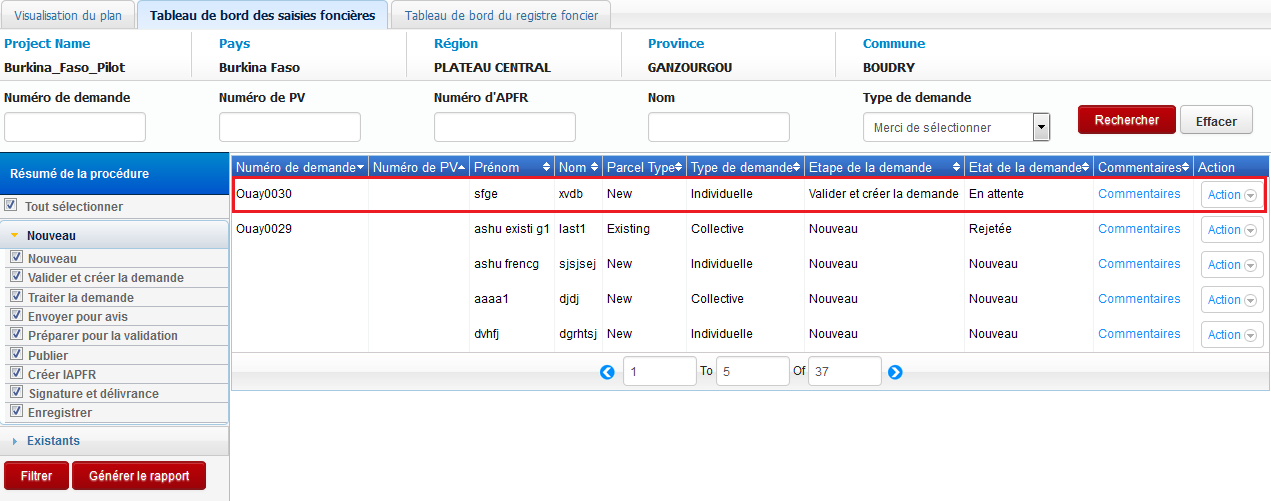 Visualisation du plan
Tableau de bord des saisies foncières
Tableau de bord du registre foncier
Project Name Pays Région Province Commune
Burkina_Faso_Pilot Burkina Faso PLATEAU CENTRAL GANZOURGOU BOUDRY
Numéro de demande Numéro de PV Numéro d'APFR Nom Type de demande
Merci de sélectionner Rechercher Effacer
Résumé de la procédure
Tout sélectionner
Nouveau
Nouveau
Valider et créer la demande
Traiter la demande
Envoyer pour avis
Préparer pour la validation
Publier
Créer lAPFR
Signature et délivrance
Enregistrer
Existants
Filtrer Générer le rapport
Numéro de demande Numéro de PV Prénom Nom Parcel Type Type de demande Etape de la demande Etat de la demande Commentaires Action
Ouay0030 sfge xvdb New Individuelle Valider et créer la demande En attente Commentaires Action
Ouay0029 ashu existi g1 last1 Existing Collective Nouveau Rejetée Commentaires Action
ashu frencg sjsjsej New Individuelle Nouveau Nouveau Commentaires Action
aaaa1 djdj New Collective Nouveau Nouveau Commentaires Action
dvhfj dgrhtsj New Individuelle Nouveau Nouveau Commentaires Action
1 To 5 Of 37